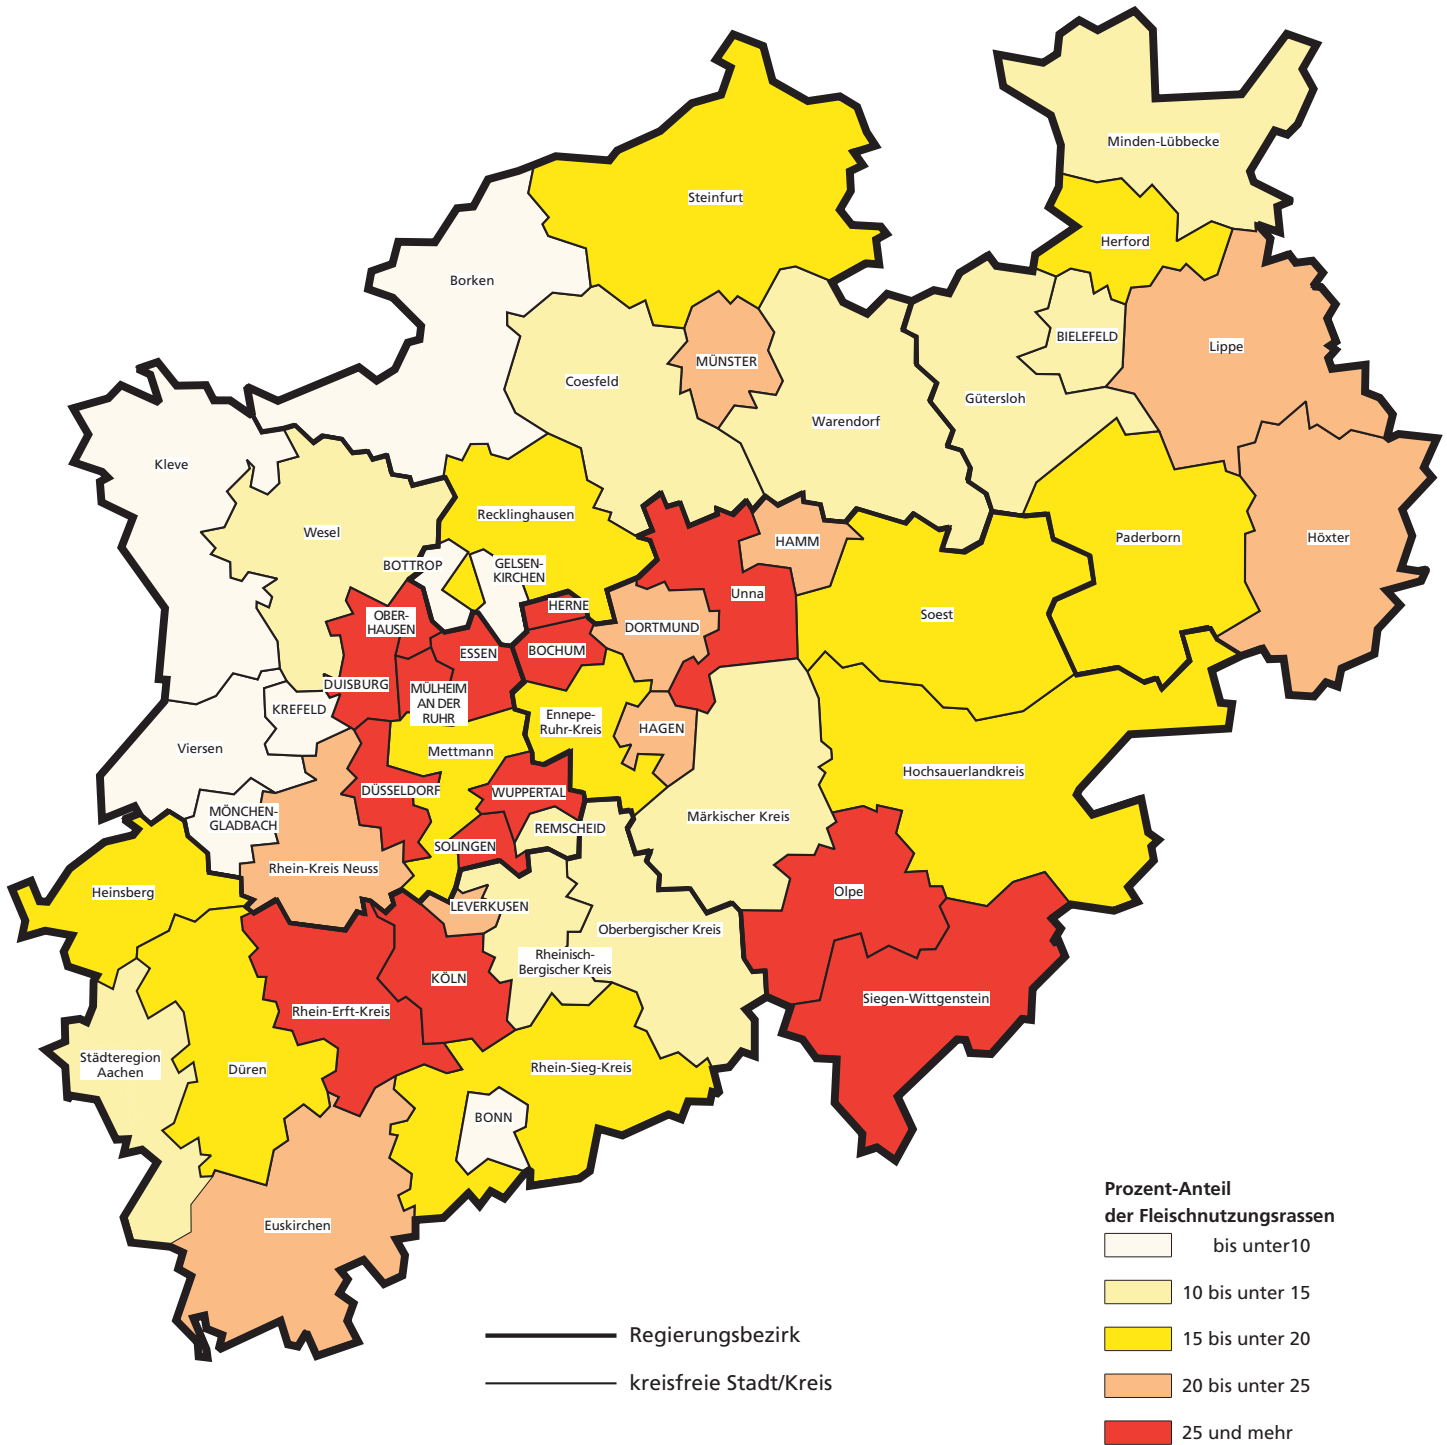 Minden-Lübbecke
Steinfurt
Herford
Borken
BIELEFELD
Lippe
MÜNSTER
Coesfeld
Gütersloh
Warendorf
Kleve
Recklinghausen
Wesel
Paderborn
Höxter
HAMM
BOTTROP
GELSEN-
KIRCHEN
Unna
HERNE
Soest
OBER-
HAUSEN
DORTMUND
ESSEN
BOCHUM
DUISBURG
MÜLHEIM
AN DER
RUHR
KREFELD
Ennepe-
Ruhr-Kreis
HAGEN
Viersen
Mettmann
Hochsauerlandkreis
DÜSSELDORF
WUPPERTAL
MÖNCHEN-
GLADBACH
REMSCHEID
Märkischer Kreis
SOLINGEN
Rhein-Kreis Neuss
Heinsberg
Olpe
LEVERKUSEN
Oberbergischer Kreis
Rheinisch-
Bergischer Kreis
KÖLN
Siegen-Wittgenstein
Rhein-Erft-Kreis
Städteregion
Aachen
Düren
Rhein-Sieg-Kreis
BONN
Euskirchen
Prozent-Anteil
der Fleischnutzungsrassen
bis unter10
10 bis unter 15
15 bis unter 20
20 bis unter 25
25 und mehr
Regierungsbezirk
kreisfreie Stadt/Kreis